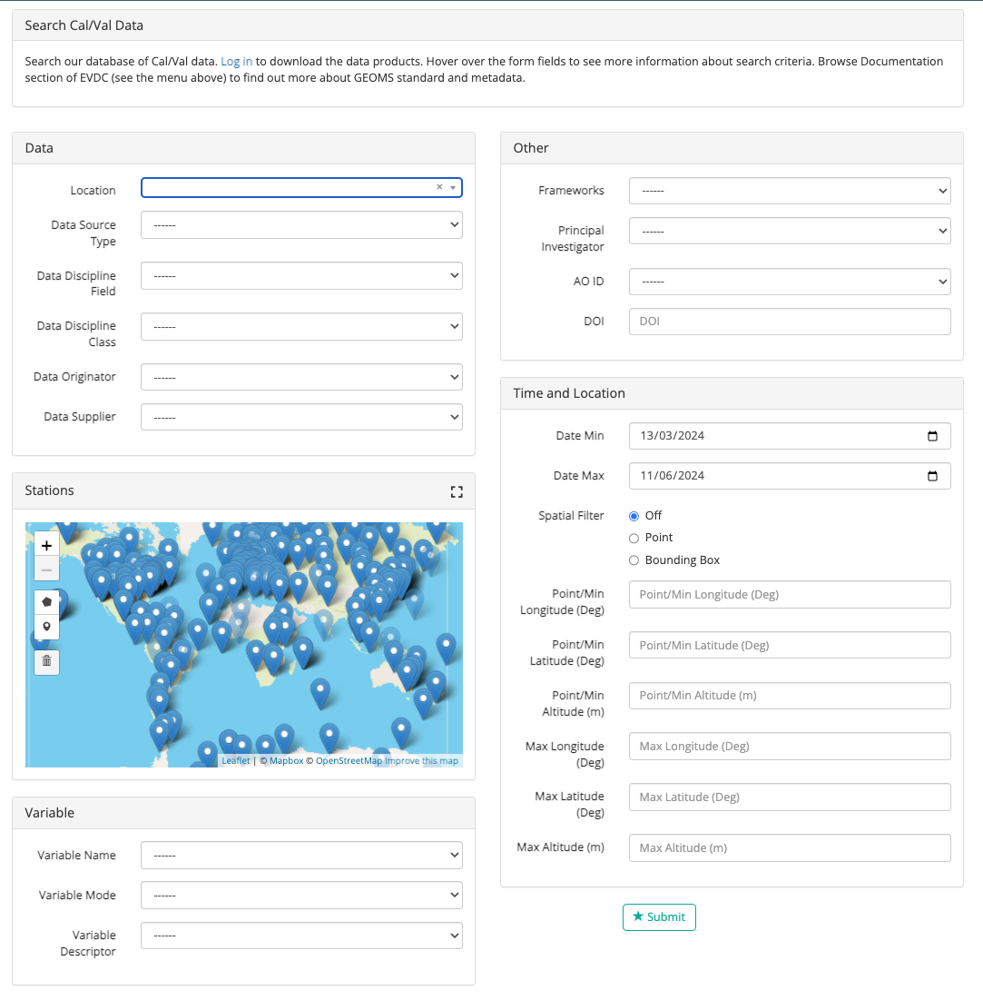 Search Cal/Val Data
Search our database of Cal/Val data. Log in to download the data products. Hover over the form fields to see more information about search criteria. Browse Documentation
section of EVDC (see the menu above) to find out more about GEOMS standard and metadata.
Data
Location
× 
Data Source
Type
------
Data Discipline
Field
------
Data Discipline
Class
------
Data Originator
------
Data Supplier
------
Stations
+
−
Leaflet | © Mapbox © OpenStreetMap Improve this map
Variable
Variable Name
------
Variable Mode
------
Variable
Descriptor
------
Other
Frameworks
------
Principal
Investigator
------
AO ID
------
DOI
DOI
Time and Location
Date Min
13/03/2024
Date Max
11/06/2024
Spatial Filter
Off
Point
Bounding Box
Point/Min
Longitude (Deg)
Point/Min Longitude (Deg)
Point/Min
Latitude (Deg)
Point/Min Latitude (Deg)
Point/Min
Altitude (m)
Point/Min Altitude (m)
Max Longitude
(Deg)
Max Longitude (Deg)
Max Latitude
(Deg)
Max Latitude (Deg)
Max Altitude (m)
Max Altitude (m)
★ Submit